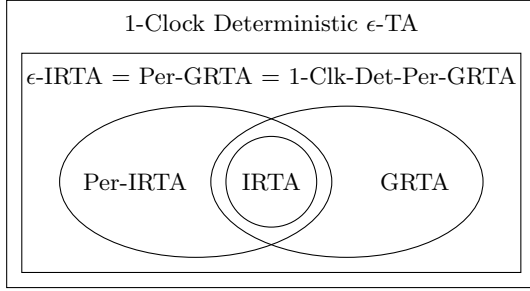 1-Clock Deterministic ϵ-TA
ϵ-IRTA = Per-GRTA = 1-Clk-Det-Per-GRTA
Per-IRTA IRTA GRTA